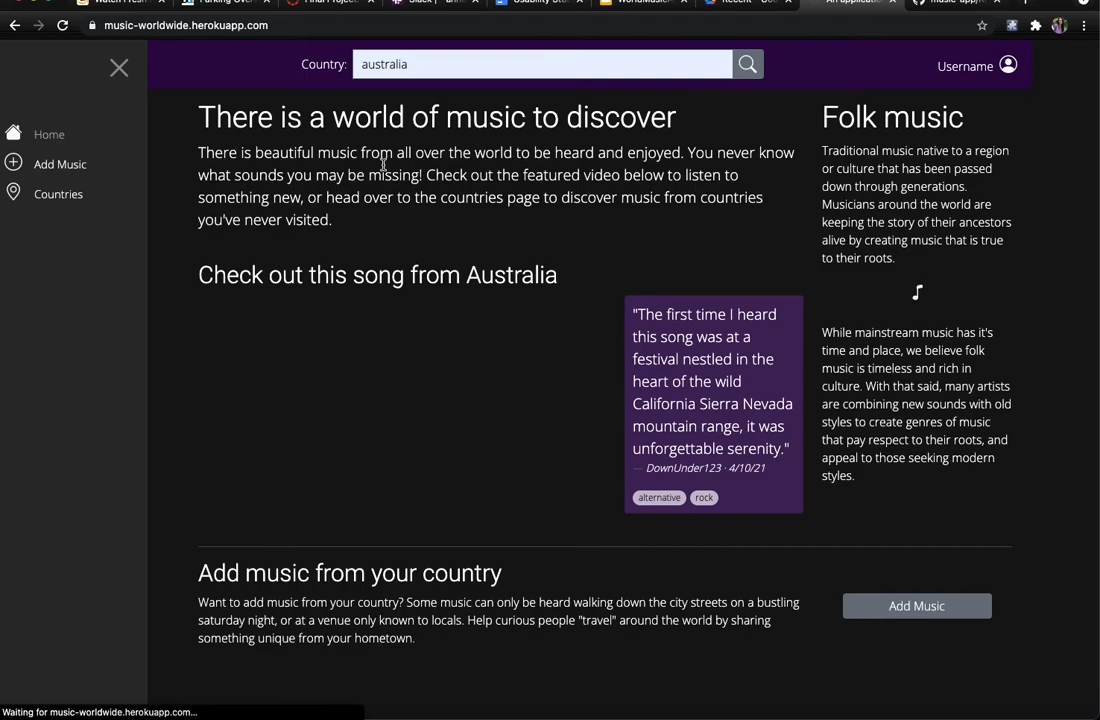 music-worldwide.herokuapp.com
Country: australia
Username
Home
Add Music
Countries
There is a world of music to discover
There is beautiful music from all over the world to be heard and enjoyed. You never know
what sounds you may be missing! Check out the featured video below to listen to
something new, or head over to the countries page to discover music from countries
you've never visited.
Check out this song from Australia
"The first time I heard
this song was at a
festival nestled in the
heart of the wild
California Sierra Nevada
mountain range, it was
unforgettable serenity."
— DownUnder123 · 4/10/21
alternative rock
Folk music
Traditional music native to a region
or culture that has been passed
down through generations.
Musicians around the world are
keeping the story of their ancestors
alive by creating music that is true
to their roots.
While mainstream music has it's
time and place, we believe folk
music is timeless and rich in
culture. With that said, many artists
are combining new sounds with old
styles to create genres of music
that pay respect to their roots, and
appeal to those seeking modern
styles.
Add music from your country
Want to add music from your country? Some music can only be heard walking down the city streets on a bustling
saturday night, or at a venue only known to locals. Help curious people "travel" around the world by sharing
something unique from your hometown.
Add Music
Waiting for music-worldwide.herokuapp.com...